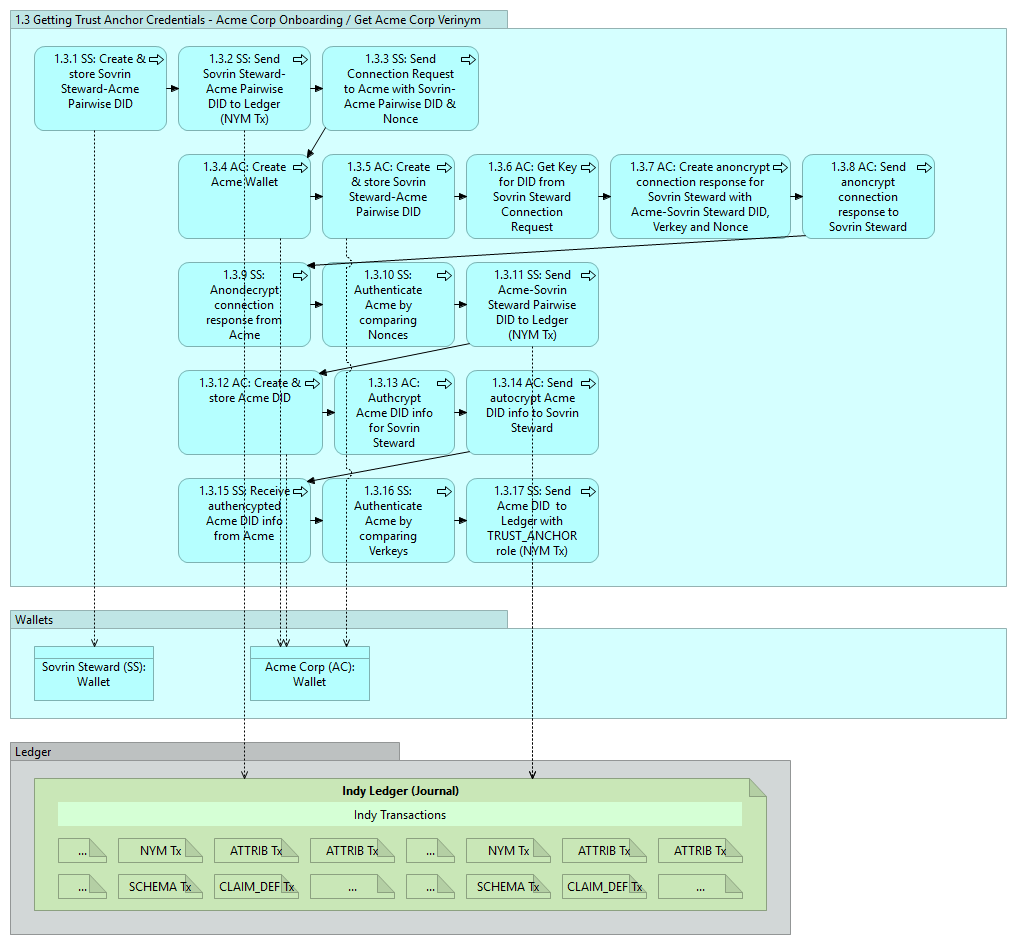 1.3 Getting Trust Anchor Credentials - Acme Corp Onboarding / Get Acme Corp Verinym
1.3.1 SS: Create &
store Sovrin
Steward-Acme
Pairwise DID
1.3.2 SS: Send
Sovrin Steward-
Acme Pairwise
DID to Ledger
(NYM Tx)
1.3.3 SS: Send
Connection Request
to Acme with Sovrin-
Acme Pairwise DID &
Nonce
1.3.4 AC: Create
Acme Wallet
1.3.5 AC: Create
& store Sovrin
Steward-Acme
Pairwise DID
1.3.6 AC: Get Key
for DID from
Sovrin Steward
Connection
Request
1.3.7 AC: Create anoncrypt
connection response for
Sovrin Steward with
Acme-Sovrin Steward DID,
Verkey and Nonce
1.3.8 AC: Send
anoncrypt
connection
response to
Sovrin Steward
1.3.9 SS:
Anondecrypt
connection
response from
Acme
1.3.10 SS:
Authenticate
Acme by
comparing
Nonces
1.3.11 SS: Send
Acme-Sovrin
Steward Pairwise
DID to Ledger
(NYM Tx)
1.3.12 AC: Create &
store Acme DID
1.3.13 AC:
Authcrypt
Acme DID info
for Sovrin
Steward
1.3.14 AC: Send
autocrypt Acme
DID info to Sovrin
Steward
1.3.15 SS: Receive
authencypted
Acme DID info
from Acme
1.3.16 SS:
Authenticate
Acme by
comparing
Verkeys
1.3.17 SS: Send
Acme DID to
Ledger with
TRUST_ANCHOR
role (NYM Tx)
Wallets
Sovrin Steward (SS):
Wallet
Acme Corp (AC):
Wallet
Ledger
Indy Ledger (Journal)
Indy Transactions
...
NYM Tx
ATTRIB Tx
ATTRIB Tx
...
NYM Tx
ATTRIB Tx
ATTRIB Tx
...
SCHEMA Tx
CLAIM_DEF Tx
...
...
SCHEMA Tx
CLAIM_DEF Tx
...